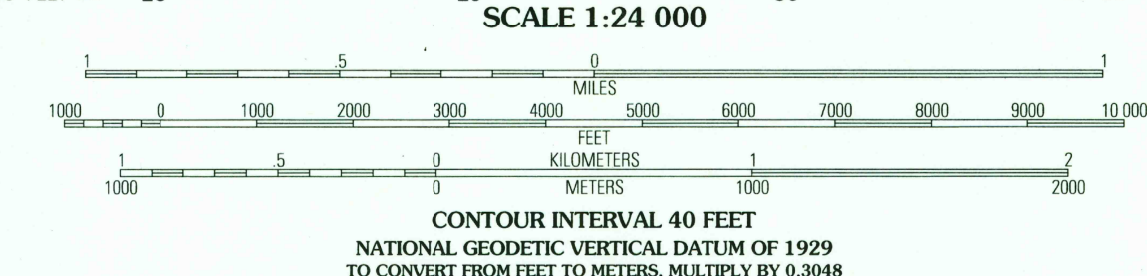 SCALE 1:24 000
1 .5 0 1
MILES
1000 0 1000 2000 3000 4000 5000 6000 7000 8000 9000 10 000
FEET
1 .5 0 KILOMETERS 1 2
1000 0 METERS 1000 2000
CONTOUR INTERVAL 40 FEET
NATIONAL GEODETIC VERTICAL DATUM OF 1929
TO CONVERT FROM FEET TO METERS, MULTIPLY BY 0.3048